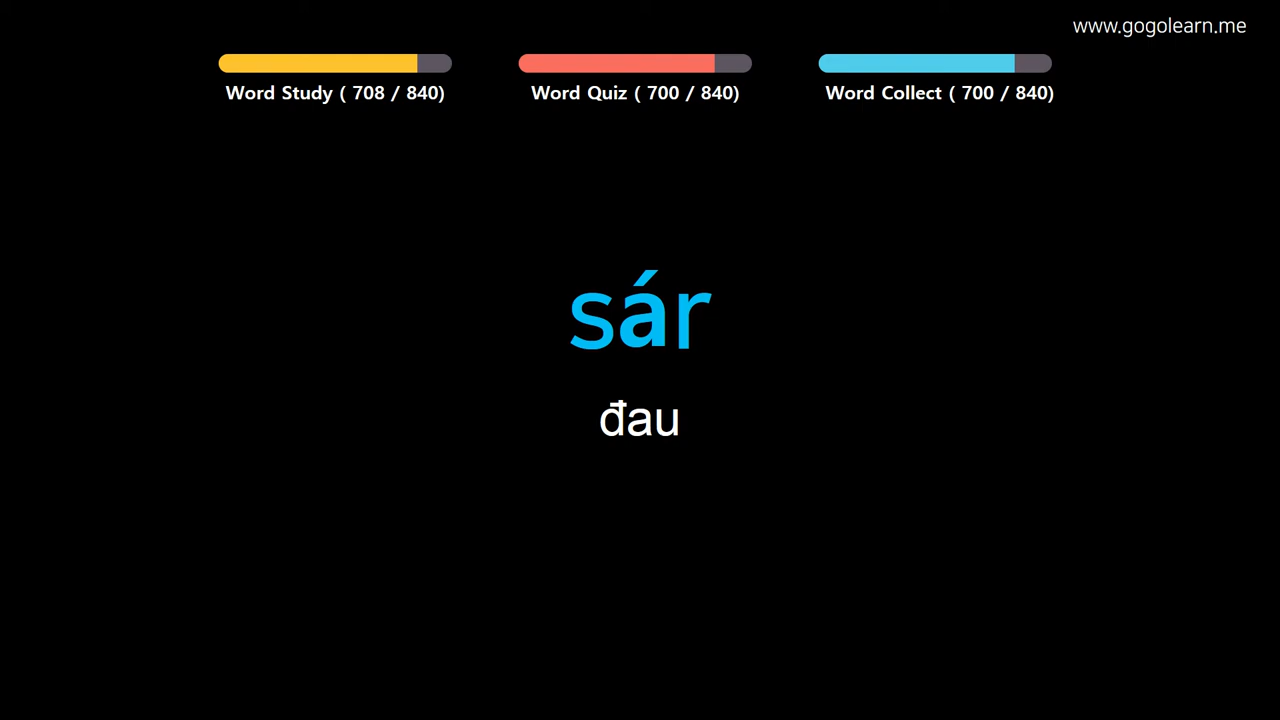 www.gogolearn.me
Word Study ( 708 / 840)
Word Quiz ( 700 / 840)
Word Collect ( 700 / 840)
sár
đau